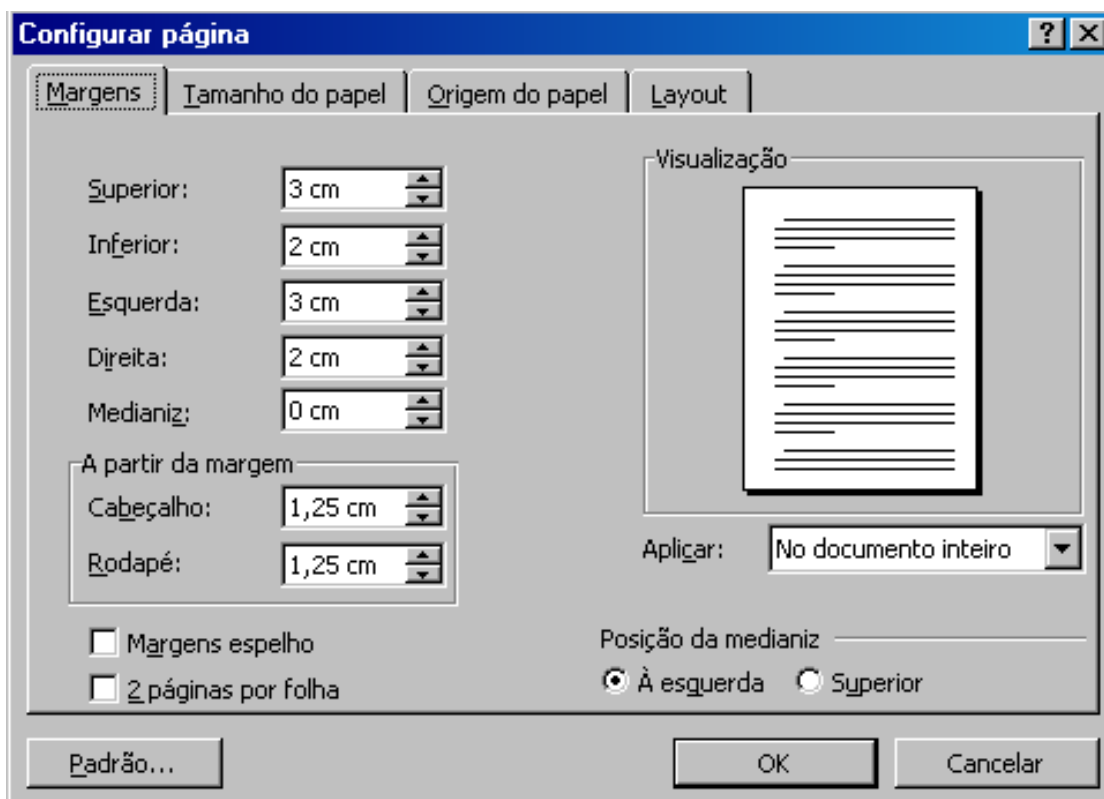 Configurar página
Margens Tamanho do papel Origem do papel Layout
Superior: 3 cm
Inferior: 2 cm
Esquerda: 3 cm
Direita: 2 cm
Medianiz: 0 cm
A partir da margem
Cabeçalho: 1,25 cm
Rodapé: 1,25 cm
Margens espelho
2 páginas por folha
Visualização
Aplicar: No documento inteiro
Posição da medianiz
À esquerda Superior
Padrão... OK Cancelar